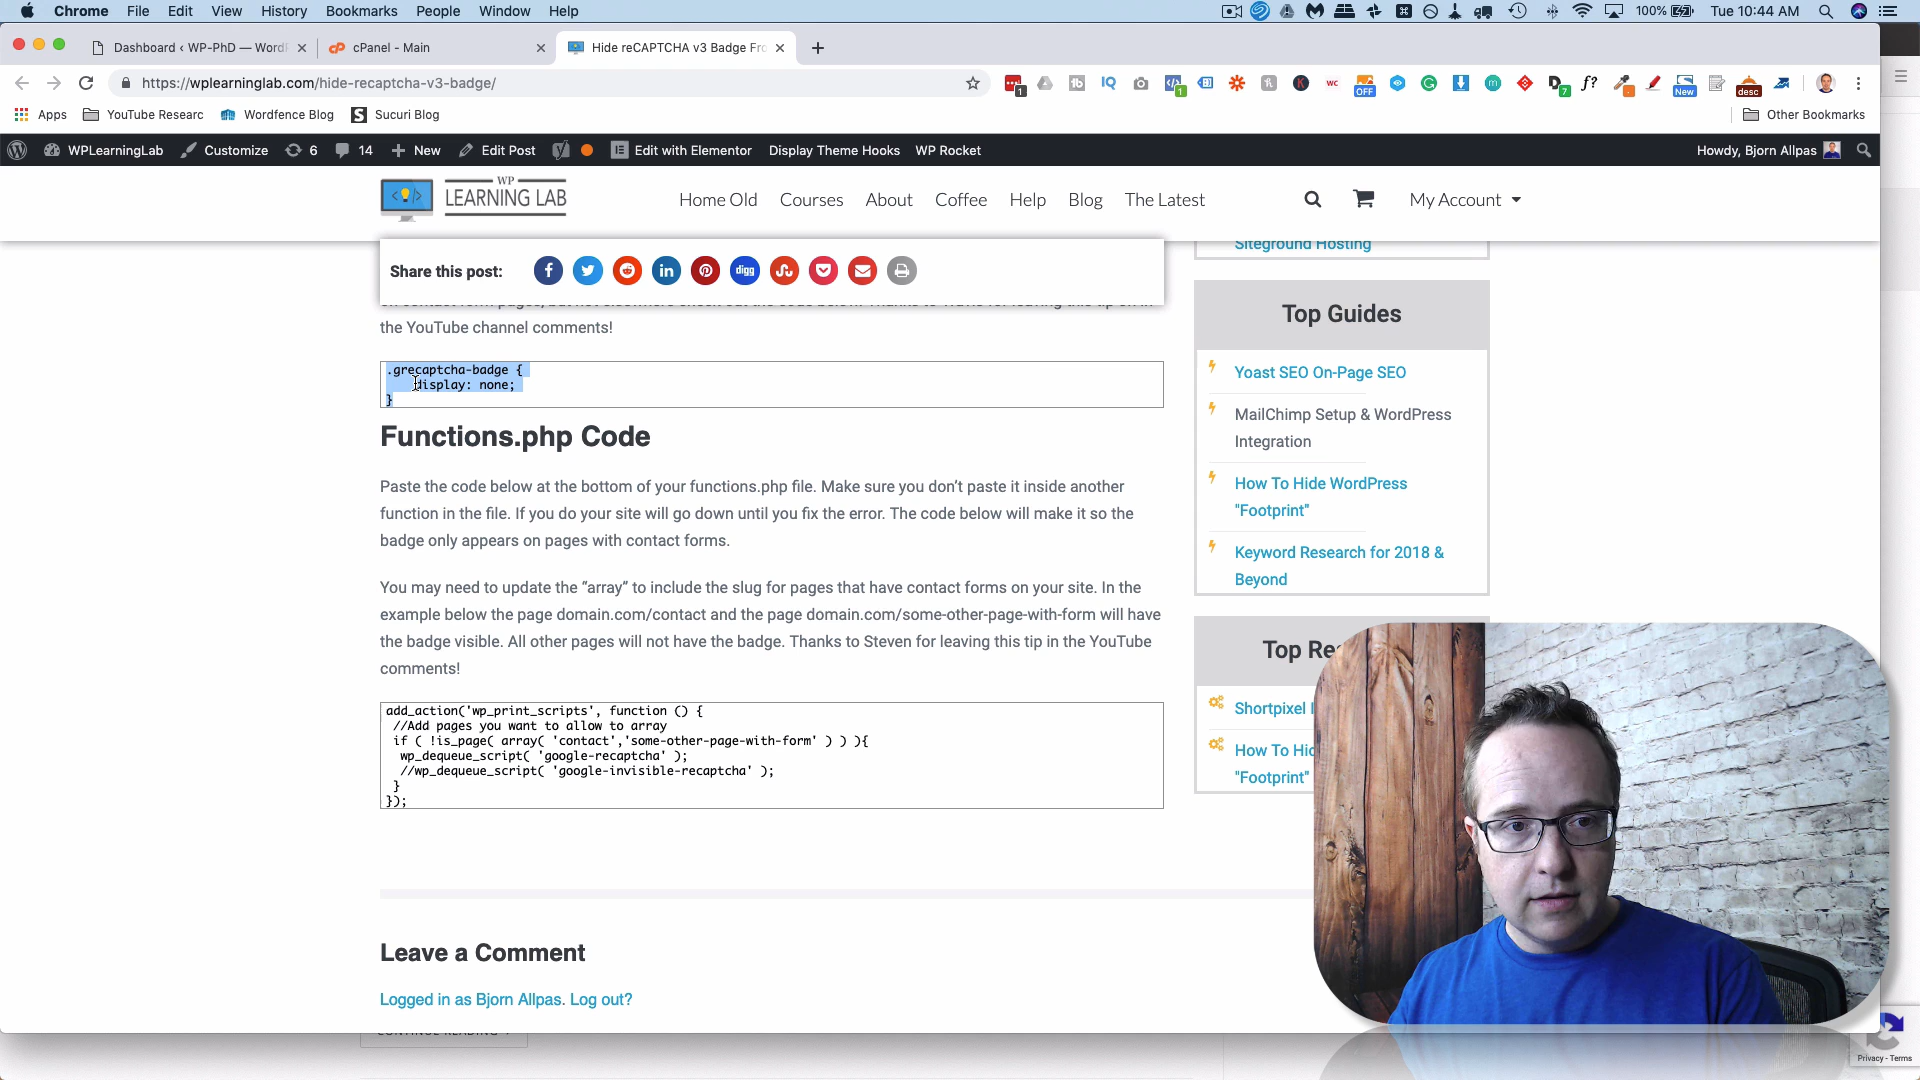 Chrome File Edit View History Bookmarks People Window Help 100% Tue 10:44 AM
Dashboard ‹ WP-PhD — Word cPanel - Main Hide reCAPTCHA v3 Badge Fro
https://wplearninglab.com/hide-recaptcha-v3-badge/
Apps YouTube Researc Wordfence Blog Sucuri Blog Other Bookmarks
WPLearningLab Customize 6 14 New Edit Post Edit with Elementor Display Theme Hooks WP Rocket Howdy, Bjorn Allpas
WP
LEARNING LAB
Home Old Courses About Coffee Help Blog The Latest My Account
Siteground Hosting
Share this post:
digg
the YouTube channel comments!
.grecaptcha-badge {
display: none;
}
Functions.php Code
Paste the code below at the bottom of your functions.php file. Make sure you don’t paste it inside another
function in the file. If you do your site will go down until you fix the error. The code below will make it so the
badge only appears on pages with contact forms.
You may need to update the “array” to include the slug for pages that have contact forms on your site. In the
example below the page domain.com/contact and the page domain.com/some-other-page-with-form will have
the badge visible. All other pages will not have the badge. Thanks to Steven for leaving this tip in the YouTube
comments!
add_action('wp_print_scripts', function () {
//Add pages you want to allow to array
if ( !is_page( array( 'contact','some-other-page-with-form' ) ) ){
wp_dequeue_script( 'google-recaptcha' );
//wp_dequeue_script( 'google-invisible-recaptcha' );
}
});
Leave a Comment
Logged in as Bjorn Allpas. Log out?
Top Guides
Yoast SEO On-Page SEO
MailChimp Setup & WordPress
Integration
How To Hide WordPress
"Footprint"
Keyword Research for 2018 &
Beyond
Top Re
Shortpixel I
How To Hi
"Footprint"
Privacy - Terms